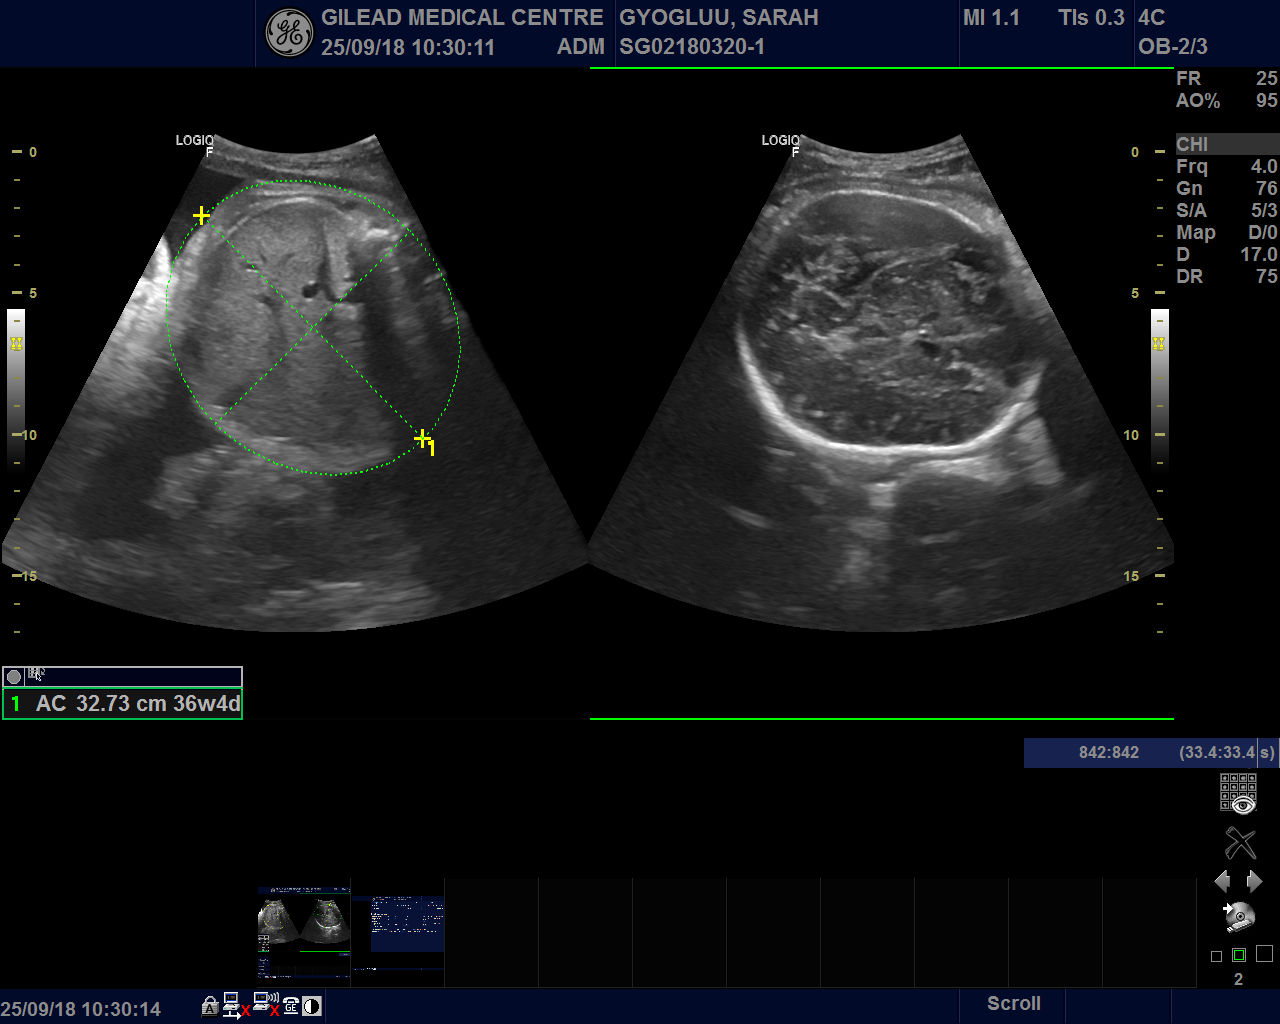 GILEAD MEDICAL CENTRE
25/09/18 10:30:11 ADM
GYOGLUU, SARAH
SG02180320-1
MI 1.1 TIs 0.3
4C
OB-2/3
FR 25
AO% 95
CHI
Frq 4.0
Gn 76
S/A 5/3
Map D/0
D 17.0
DR 75
LOGIQ
F
0
5
10
15
1
LOGIQ
F
0
5
10
15
1 AC 32.73 cm 36w4d
842:842 (33.4:33.4 s)
2
25/09/18 10:30:14
A
GE
Scroll